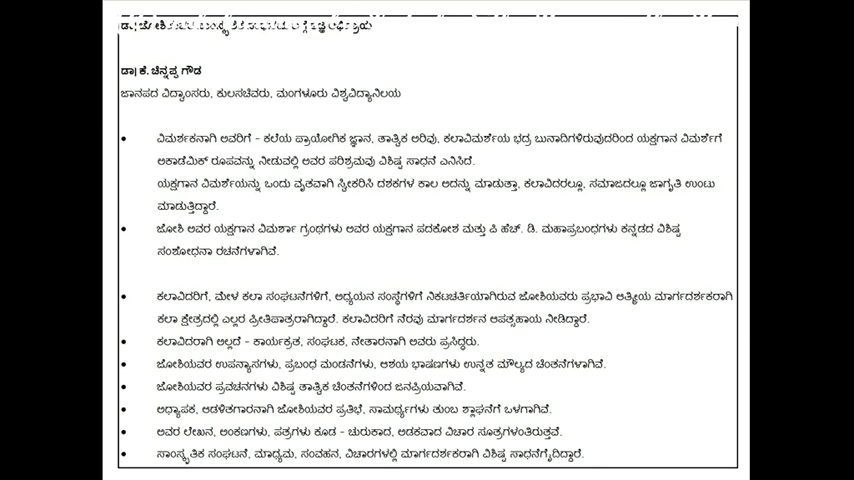 ಡಾ| ಕೆ. ಚಿನ್ನಪ್ಪ ಗೌಡ
ಜಾನಪದ ವಿದ್ವಾಂಸರು, ಕುಲಸಚಿವರು, ಮಂಗಳೂರು ವಿಶ್ವವಿದ್ಯಾನಿಲಯ
• ವಿಮರ್ಶಕನಾಗಿ ಅವರಿಗೆ – ಕಲೆಯ ಪ್ರಾಯೋಗಿಕ ಜ್ಞಾನ, ತಾತ್ವಿಕ ಅರಿವು, ಕಲಾವಿಮರ್ಶೆಯ ಭದ್ರ ಬುನಾದಿಗಳಿರುವುದರಿಂದ ಯಕ್ಷಗಾನ ವಿಮರ್ಶೆಗೆ
ಅಕಾಡೆಮಿಕ್ ರೂಪವನ್ನು ನೀಡುವಲ್ಲಿ ಅವರ ಪರಿಶ್ರಮವು ವಿಶಿಷ್ಟ ಸಾಧನೆ ಎನಿಸಿದೆ.
ಯಕ್ಷಗಾನ ವಿಮರ್ಶೆಯನ್ನು ಒಂದು ವೃತವಾಗಿ ಸ್ವೀಕರಿಸಿ ದಶಕಗಳ ಕಾಲ ಅದನ್ನು ಮಾಡುತ್ತಾ, ಕಲಾವಿದರಲ್ಲೂ, ಸಮಾಜದಲ್ಲೂ ಜಾಗೃತಿ ಉಂಟು
ಮಾಡುತ್ತಿದ್ದಾರೆ.
• ಜೋಶಿ ಅವರ ಯಕ್ಷಗಾನ ವಿಮರ್ಶಾ ಗ್ರಂಥಗಳು ಅವರ ಯಕ್ಷಗಾನ ಪದಕೋಶ ಮತ್ತು ಪಿ ಹೆಚ್. ಡಿ. ಮಹಾಪ್ರಬಂಧಗಳು ಕನ್ನಡದ ವಿಶಿಷ್ಟ
ಸಂಶೋಧನಾ ರಚನೆಗಳಾಗಿವೆ.
• ಕಲಾವಿದರಿಗೆ, ಮೇಳ ಕಲಾ ಸಂಘಟನೆಗಳಿಗೆ, ಅಧ್ಯಯನ ಸಂಸ್ಥೆಗಳಿಗೆ ನಿಕಟಚರ್ತಿಯಾಗಿರುವ ಜೋಶಿಯವರು ಪ್ರಭಾವಿ ಆತ್ಮೀಯ ಮಾರ್ಗದರ್ಶಕರಾಗಿ
ಕಲಾ ಕ್ಷೇತ್ರದಲ್ಲಿ ಎಲ್ಲರ ಪ್ರೀತಿಪಾತ್ರರಾಗಿದ್ದಾರೆ. ಕಲಾವಿದರಿಗೆ ನೆರವು ಮಾರ್ಗದರ್ಶನ ಆಪತ್ಸಹಾಯ ನೀಡಿದ್ದಾರೆ.
• ಕಲಾವಿದರಾಗಿ ಅಲ್ಲದೆ – ಕಾರ್ಯಕ್ರತ, ಸಂಘಟಕ, ನೇತಾರನಾಗಿ ಅವರು ಪ್ರಸಿದ್ಧರು.
• ಜೋಶಿಯವರ ಉಪನ್ಯಾಸಗಳು, ಪ್ರಬಂಧ ಮಂಡನೆಗಳು, ಆಶಯ ಭಾಷಣಗಳು ಉನ್ನತ ಮೌಲ್ಯದ ಚಿಂತನೆಗಳಾಗಿವೆ.
• ಜೋಶಿಯವರ ಪ್ರವಚನಗಳು ವಿಶಿಷ್ಟ ತಾತ್ವಿಕ ಚಿಂತನೆಗಳಿಂದ ಜನಪ್ರಿಯವಾಗಿವೆ.
• ಅಧ್ಯಾಪಕ, ಆಡಳಿತಗಾರನಾಗಿ ಜೋಶಿಯವರ ಪ್ರತಿಭೆ, ಸಾಮರ್ಥ್ಯಗಳು ತುಂಬ ಶ್ಲಾಘನೆಗೆ ಒಳಗಾಗಿವೆ.
• ಅವರ ಲೇಖನ, ಅಂಕಣಗಳು, ಪತ್ರಗಳು ಕೂಡ – ಚುರುಕಾದ, ಅಡಕವಾದ ವಿಚಾರ ಸೂತ್ರಗಳಂತಿರುತ್ತವೆ.
• ಸಾಂಸ್ಕೃತಿಕ ಸಂಘಟನೆ, ಮಾಧ್ಯಮ, ಸಂವಹನ, ವಿಚಾರಗಳಲ್ಲಿ ಮಾರ್ಗದರ್ಶಕರಾಗಿ ವಿಶಿಷ್ಟ ಸಾಧನೆಗೈದಿದ್ದಾರೆ.